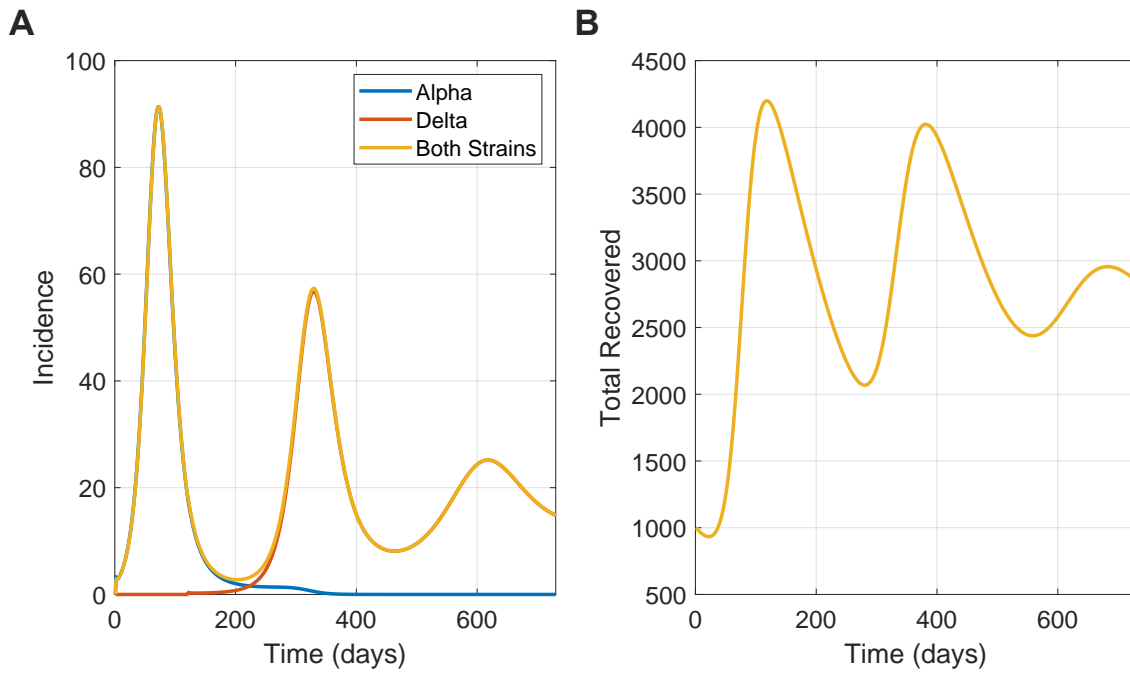 A
100
80
60
40
20
0
Incidence
0 200 400 600
Time (days)
Alpha
Delta
Both Strains
B
4500
4000
3500
3000
2500
2000
1500
1000
500
Total Recovered
0 200 400 600
Time (days)